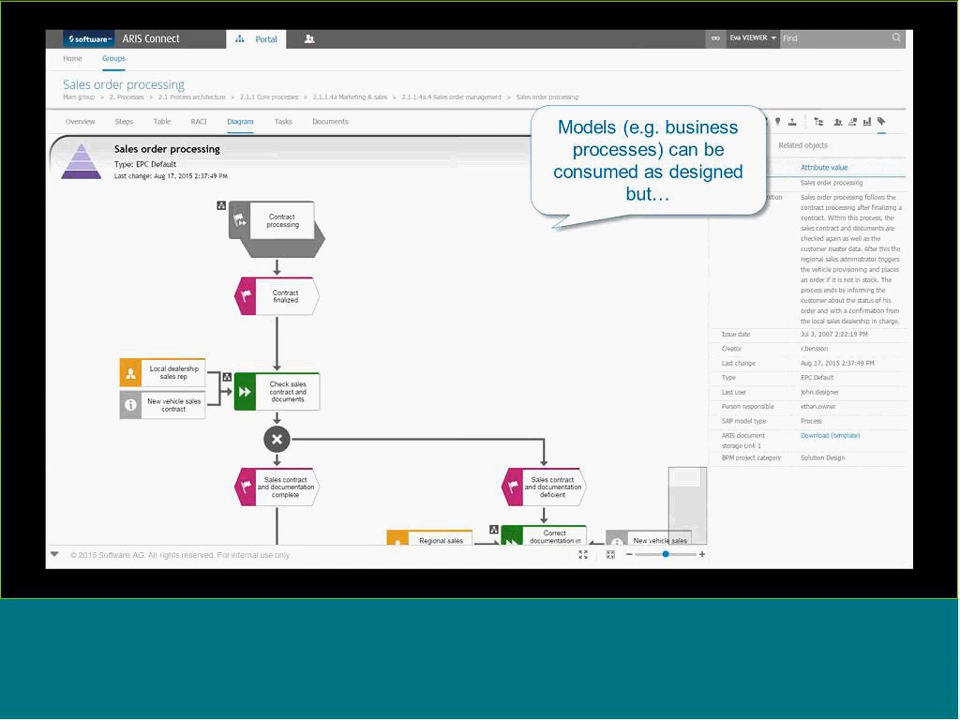 software AG
ARIS Connect
Portal
Eva VIEWER
Find
Home
Groups
Sales order processing
Main group > 2. Processes > 2.1 Process architecture > 2.1.1 Core processes > 2.1.1.4a Marketing & sales > 2.1.1.4a.4 Sales order management > Sales order processing
Overview
Steps
Table
RACI
Diagram
Tasks
Documents
Models (e.g. business
processes) can be
consumed as designed
but…
Sales order processing
Type: EPC Default
Last change: Aug 17, 2015 2:37:49 PM
Contract
processing
Contract
finalized
Local dealership
sales rep
New vehicle sales
contract
Check sales
contract and
documents
Sales contract
and documentation
complete
Sales contract
and documentation
deficient
Regional sales
Correct
documentation in
New vehicle sales
Related objects
Attribute value
Sales order processing
Sales order processing follows the
contract processing after finalizing a
contract. Within this process, the
sales contract and documents are
checked again as well as the
customer master data. After this the
regional sales administrator triggers
the vehicle provisioning and places
an order if it is not in stock. The
process ends by informing the
customer about the status of his
order and with a confirmation from
the local sales dealership in charge.
Issue date
Jul 3, 2007 2:22:19 PM
Creator
r.bension
Last change
Aug 17, 2015 2:37:49 PM
Type
EPC Default
Last user
john.designer
Person responsible
ethan.owner
SAP model type
Process
ARIS document
storage Link 1
Download (template)
BPM project category
Solution Design
© 2015 Software AG. All rights reserved. For internal use only